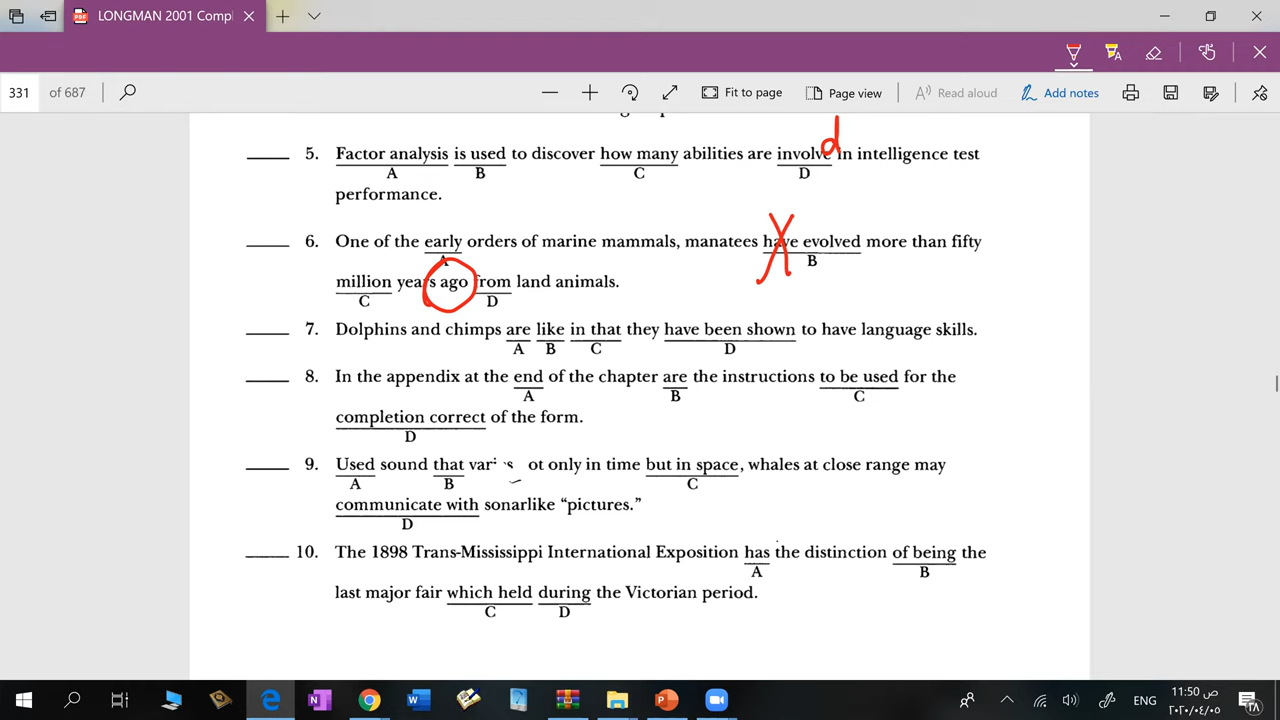 LONGMAN 2001 Compl
331 of 687
Fit to page
Page view
Read aloud
Add notes
d
5. Factor analysis is used to discover how many abilities are involve in intelligence test
A B C D
performance.
6. One of the early orders of marine mammals, manatees have evolved more than fifty
A B
million years ago from land animals.
C D
7. Dolphins and chimps are like in that they have been shown to have language skills.
A B C D
8. In the appendix at the end of the chapter are the instructions to be used for the
A B C
completion correct of the form.
D
9. Used sound that varies ot only in time but in space, whales at close range may
A B C
communicate with sonarlike “pictures.”
D
10. The 1898 Trans-Mississippi International Exposition has the distinction of being the
A B
last major fair which held during the Victorian period.
C D
ENG
11:50 ص
٢٠٢٠/٠٤/٠٥